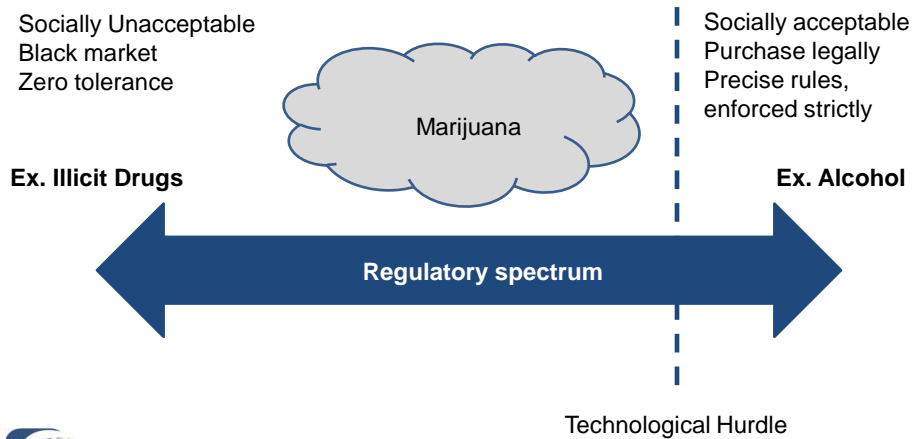 Socially Unacceptable
Black market
Zero tolerance
Socially acceptable
Purchase legally
Precise rules,
enforced strictly
Marijuana
Ex. Illicit Drugs
Ex. Alcohol
Regulatory spectrum
Technological Hurdle